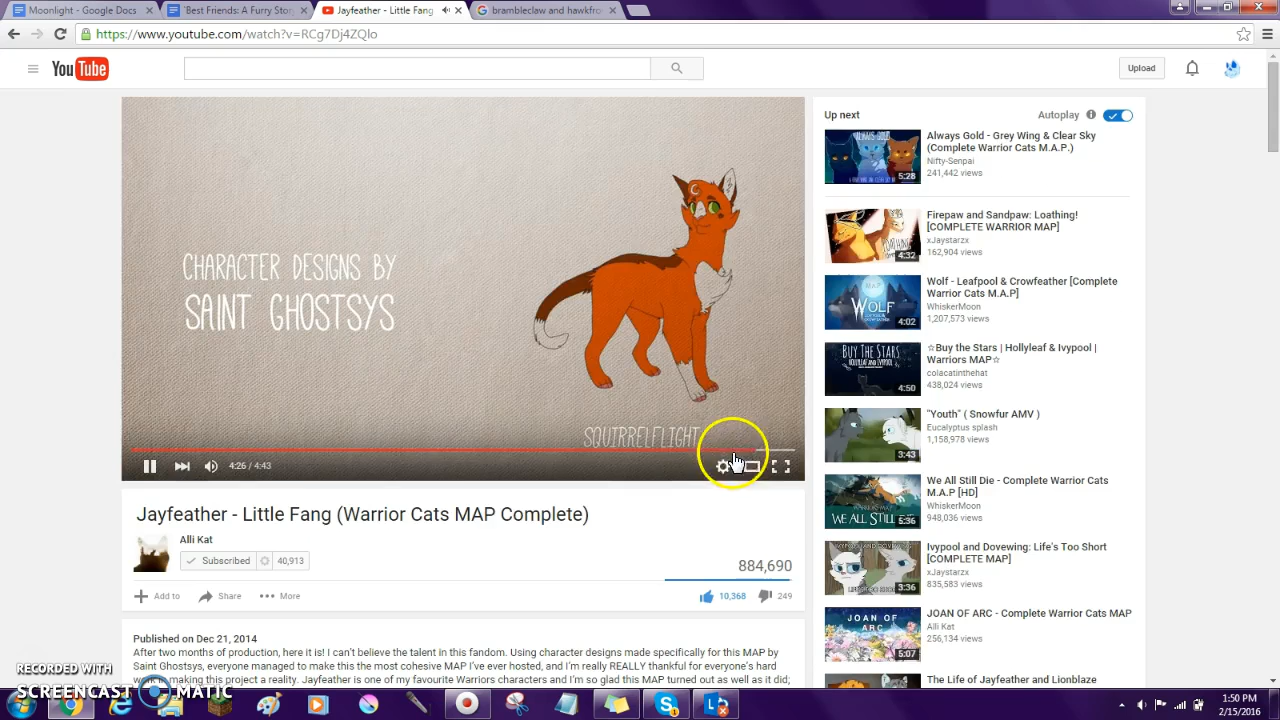 Moonlight - Google Docs
'Best Friends: A Furry Story
Jayfeather - Little Fang
brambleclaw and hawkfro
https://www.youtube.com/watch?v=RCg7Dj4ZQlo
YouTube
Upload
CHARACTER DESIGNS BY
SAINT GHOSTSYS
SQUIRRELFLIGHT
4:26 / 4:43
Jayfeather - Little Fang (Warrior Cats MAP Complete)
Alli Kat
Subscribed
40,913
884,690
Add to
Share
More
10,368
249
Published on Dec 21, 2014
After two months of production, here it is! I can't believe the talent in this fandom. Using character designs made specifically for this MAP by
Saint Ghostsys, everyone managed to make this the most cohesive MAP I've ever hosted, and I'm really REALLY thankful for everyone's hard
making this project a reality. Jayfeather is one of my favourite Warriors characters and I'm so glad this MAP turned out as well as it did;
Up next
Autoplay
Always Gold - Grey Wing & Clear Sky
(Complete Warrior Cats M.A.P.)
Nifty-Senpai
241,442 views
5:28
Firepaw and Sandpaw: Loathing!
[COMPLETE WARRIOR MAP]
xJaystarzx
162,904 views
4:32
Wolf - Leafpool & Crowfeather [Complete
Warrior Cats M.A.P]
WhiskerMoon
1,207,573 views
MAP
WOLF
4:02
☆Buy the Stars | Hollyleaf & Ivypool |
Warriors MAP☆
colacatinthehat
438,024 views
BUY THE STARS
4:50
"Youth" ( Snowfur AMV )
Eucalyptus splash
1,158,978 views
3:43
We All Still Die - Complete Warrior Cats
M.A.P [HD]
WhiskerMoon
948,036 views
WE ALL STILL
5:36
Ivypool and Dovewing: Life's Too Short
[COMPLETE MAP]
xJaystarzx
835,583 views
3:36
JOAN OF ARC - Complete Warrior Cats MAP
Alli Kat
256,134 views
JOAN OF
ARC
5:07
The Life of Jayfeather and Lionblaze
RECORDED WITH
SCREENCAST
MATIC
1:50 PM
2/15/2016